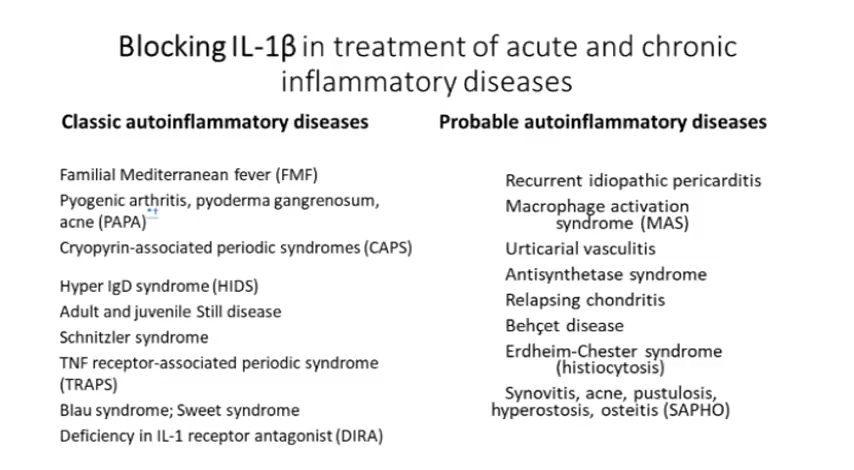 Blocking IL-1β in treatment of acute and chronic
inflammatory diseases
Classic autoinflammatory diseases
Familial Mediterranean fever (FMF)
Pyogenic arthritis, pyoderma gangrenosum,
acne (PAPA)*†
Cryopyrin-associated periodic syndromes (CAPS)
Hyper IgD syndrome (HIDS)
Adult and juvenile Still disease
Schnitzler syndrome
TNF receptor-associated periodic syndrome
(TRAPS)
Blau syndrome; Sweet syndrome
Deficiency in IL-1 receptor antagonist (DIRA)
Probable autoinflammatory diseases
Recurrent idiopathic pericarditis
Macrophage activation
syndrome (MAS)
Urticarial vasculitis
Antisynthetase syndrome
Relapsing chondritis
Behçet disease
Erdheim-Chester syndrome
(histiocytosis)
Synovitis, acne, pustulosis,
hyperostosis, osteitis (SAPHO)